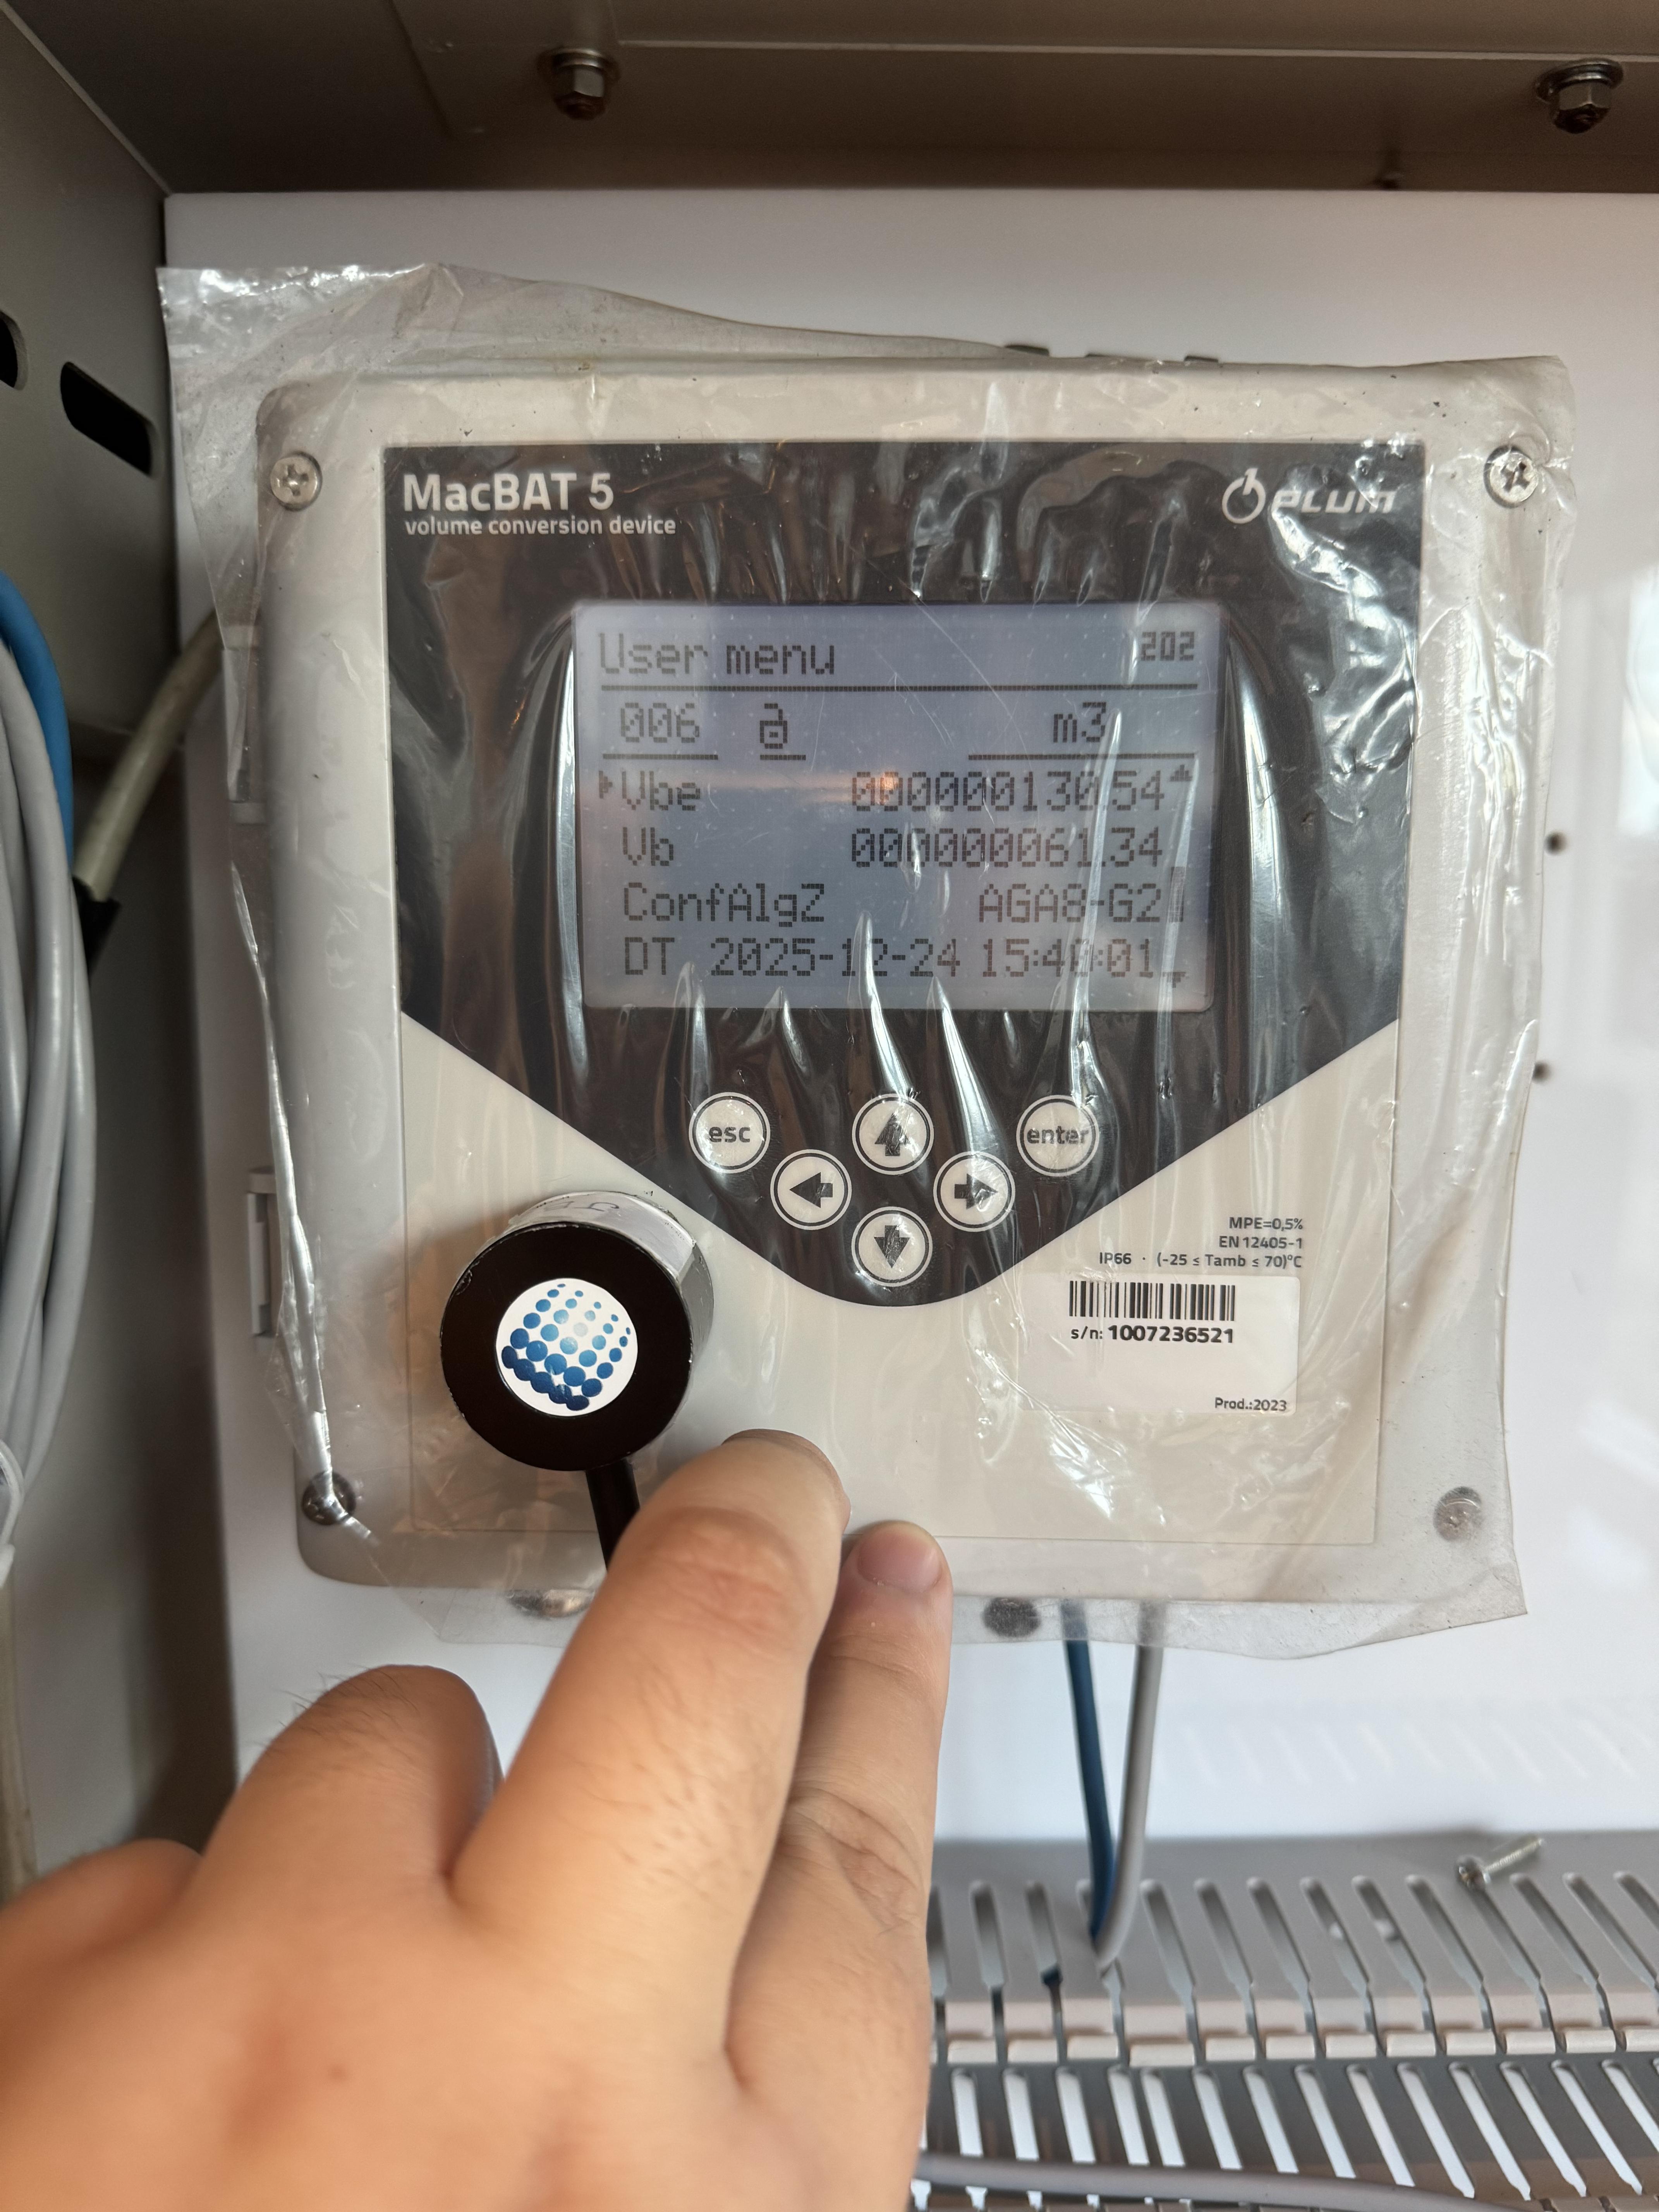 MacBAT 5
volume conversion device
plum
User menu 202
006 m3
Vbe 000000130.54
Vb 000000061.34
ConfAlgZ AGA8-G2
DT 2025-12-24 15:40:01
esc
enter
MPE=0,5%
EN 12405-1
IP66 · (-25 ≤ Tamb ≤ 70)°C
s/n: 1007236521
Prod.:2023